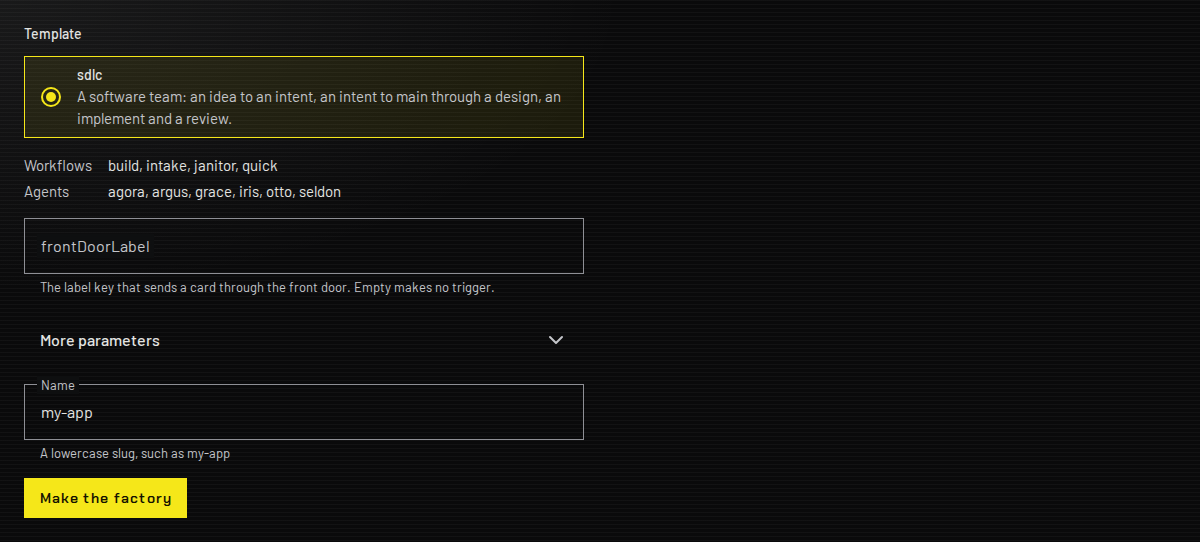 Template
sdlc
A software team: an idea to an intent, an intent to main through a design, an
implement and a review.
Workflows build, intake, janitor, quick
Agents agora, argus, grace, iris, otto, seldon
frontDoorLabel
The label key that sends a card through the front door. Empty makes no trigger.
More parameters
Name
my-app
A lowercase slug, such as my-app
Make the factory